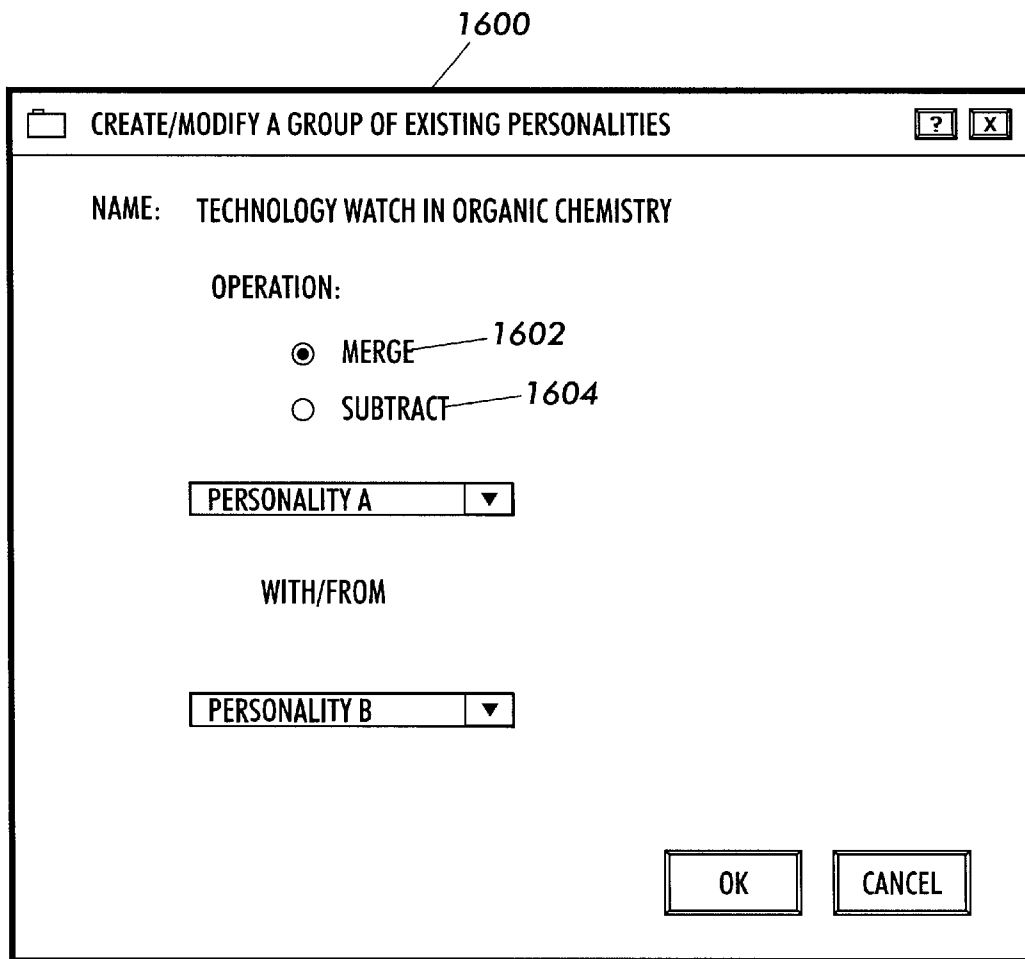 1600
CREATE/MODIFY A GROUP OF EXISTING PERSONALITIES ? X
NAME: TECHNOLOGY WATCH IN ORGANIC CHEMISTRY
OPERATION:
MERGE 1602
SUBTRACT 1604
PERSONALITY A
WITH/FROM
PERSONALITY B
OK CANCEL